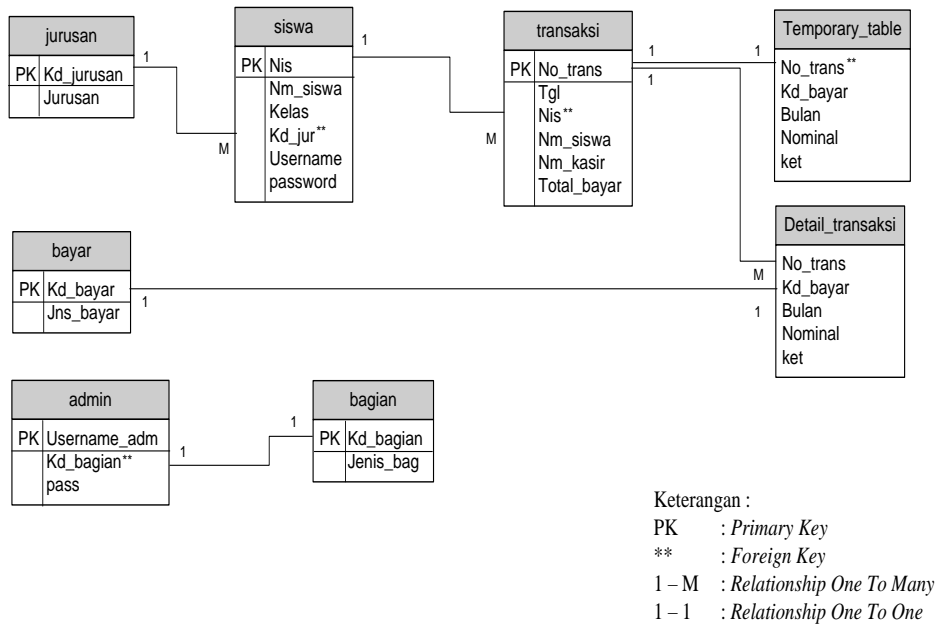 jurusan
PK Kd_jurusan
Jurusan
1
M
siswa
PK Nis
Nm_siswa
Kelas
Kd_jur**
Username
password
1
M
transaksi
PK No_trans
Tgl
Nis**
Nm_siswa
Nm_kasir
Total_bayar
1
1
1
M
Temporary_table
No_trans**
Kd_bayar
Bulan
Nominal
ket
Detail_transaksi
No_trans
Kd_bayar
Bulan
Nominal
ket
bayar
PK Kd_bayar
Jns_bayar
1
1
admin
PK Username_adm
Kd_bagian**
pass
1
1
bagian
PK Kd_bagian
Jenis_bag
Keterangan :
PK : Primary Key
** : Foreign Key
1 – M : Relationship One To Many
1 – 1 : Relationship One To One